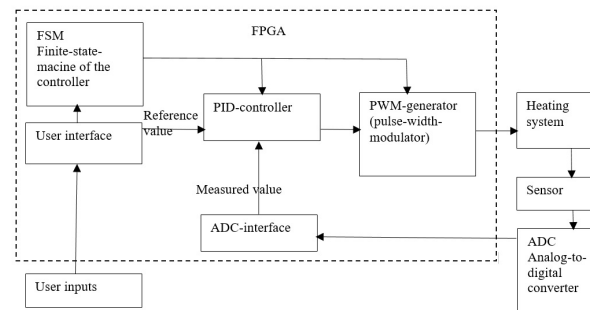 FPGA
FSM
Finite-state-
macine of the
controller
User interface
Reference
value
PID-controller
PWM-generator
(pulse-width-
modulator)
Heating
system
Measured value
Sensor
ADC-interface
ADC
Analog-to-
digital
converter
User inputs